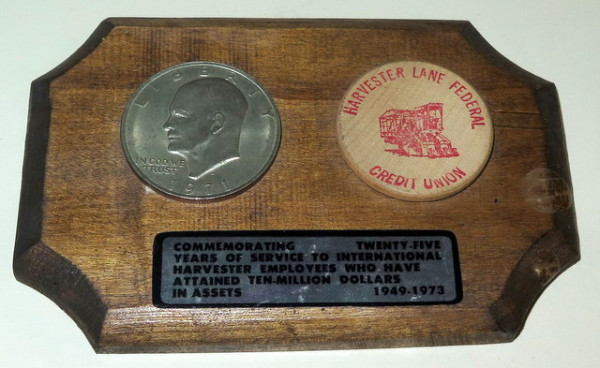 LIBERTY
IN GOD WE
TRUST
1971
HARVESTER LANE FEDERAL
CREDIT UNION
COMMEMORATING TWENTY-FIVE
YEARS OF SERVICE TO INTERNATIONAL
HARVESTER EMPLOYEES WHO HAVE
ATTAINED TEN-MILLION DOLLARS
IN ASSETS 1949-1973